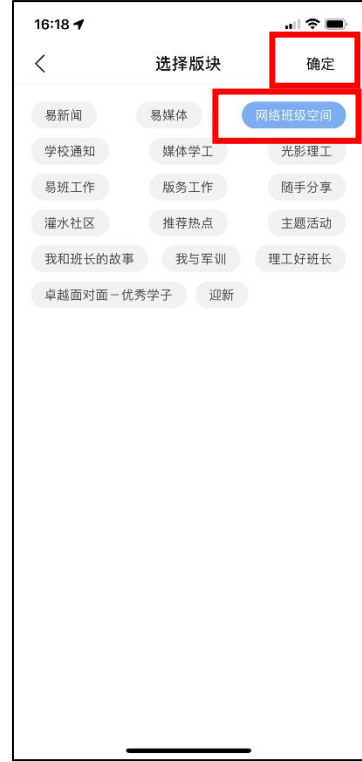 16:18
选择版块 确定
易新闻 易媒体 网络班级空间
学校通知 媒体学工 光影理工
易班工作 版务工作 随手分享
灌水社区 推荐热点 主题活动
我和班长的故事 我与军训 理工好班长
卓越面对面－优秀学子 迎新